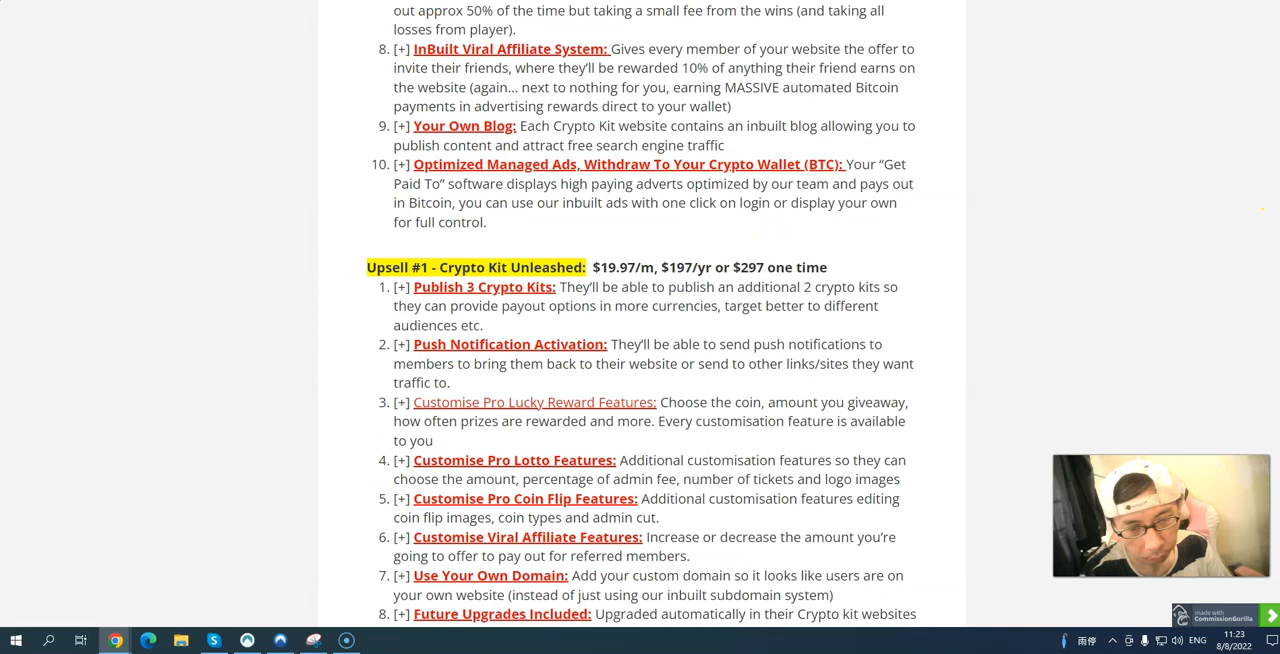 out approx 50% of the time but taking a small fee from the wins (and taking all
losses from player).
8. [+] InBuilt Viral Affiliate System: Gives every member of your website the offer to
invite their friends, where they'll be rewarded 10% of anything their friend earns on
the website (again... next to nothing for you, earning MASSIVE automated Bitcoin
payments in advertising rewards direct to your wallet)
9. [+] Your Own Blog: Each Crypto Kit website contains an inbuilt blog allowing you to
publish content and attract free search engine traffic
10. [+] Optimized Managed Ads, Withdraw To Your Crypto Wallet (BTC): Your “Get
Paid To” software displays high paying adverts optimized by our team and pays out
in Bitcoin, you can use our inbuilt ads with one click on login or display your own
for full control.
Upsell #1 - Crypto Kit Unleashed: $19.97/m, $197/yr or $297 one time
1. [+] Publish 3 Crypto Kits: They'll be able to publish an additional 2 crypto kits so
they can provide payout options in more currencies, target better to different
audiences etc.
2. [+] Push Notification Activation: They'll be able to send push notifications to
members to bring them back to their website or send to other links/sites they want
traffic to.
3. [+] Customise Pro Lucky Reward Features: Choose the coin, amount you giveaway,
how often prizes are rewarded and more. Every customisation feature is available
to you
4. [+] Customise Pro Lotto Features: Additional customisation features so they can
choose the amount, percentage of admin fee, number of tickets and logo images
5. [+] Customise Pro Coin Flip Features: Additional customisation features editing
coin flip images, coin types and admin cut.
6. [+] Customise Viral Affiliate Features: Increase or decrease the amount you're
going to offer to pay out for referred members.
7. [+] Use Your Own Domain: Add your custom domain so it looks like users are on
your own website (instead of just using our inbuilt subdomain system)
8. [+] Future Upgrades Included: Upgraded automatically in their Crypto kit websites
made with
CommissionGorilla
雨停
ENG
11:23
8/8/2022